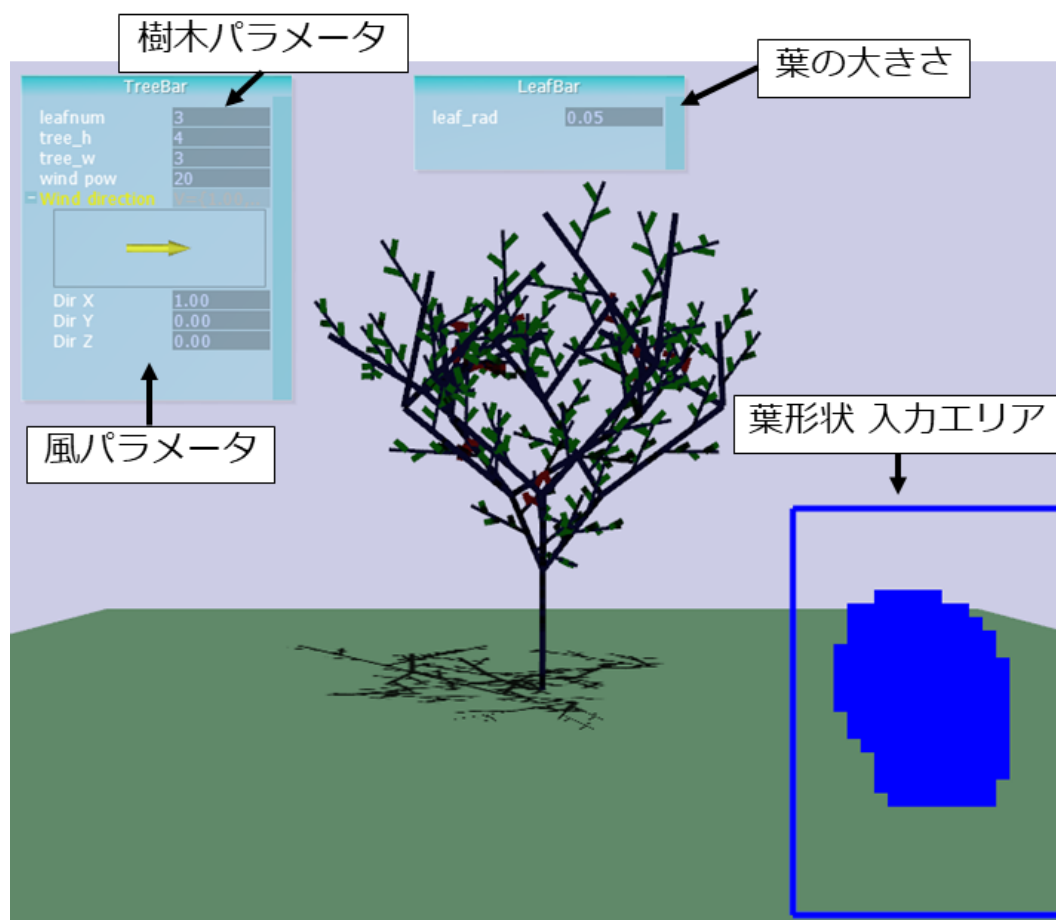 樹木パラメータ
葉の大きさ
TreeBar
leafnum 3
tree_h 4
tree_w 3
wind pow 20
Wind direction
Dir X 1.00
Dir Y 0.00
Dir Z 0.00
LeafBar
leaf_rad 0.05
風パラメータ
葉形状 入力エリア